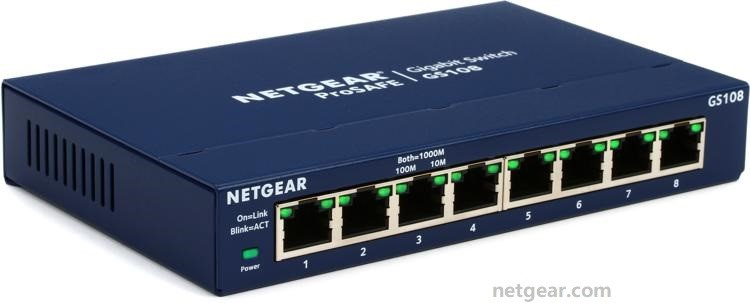 NETGEAR®
ProSAFE
Gigabit Switch
GS108
GS108
Both=1000M
100M 10M
NETGEAR
On=Link
Blink=ACT
Power
1 2 3 4 5 6 7 8
netgear.com